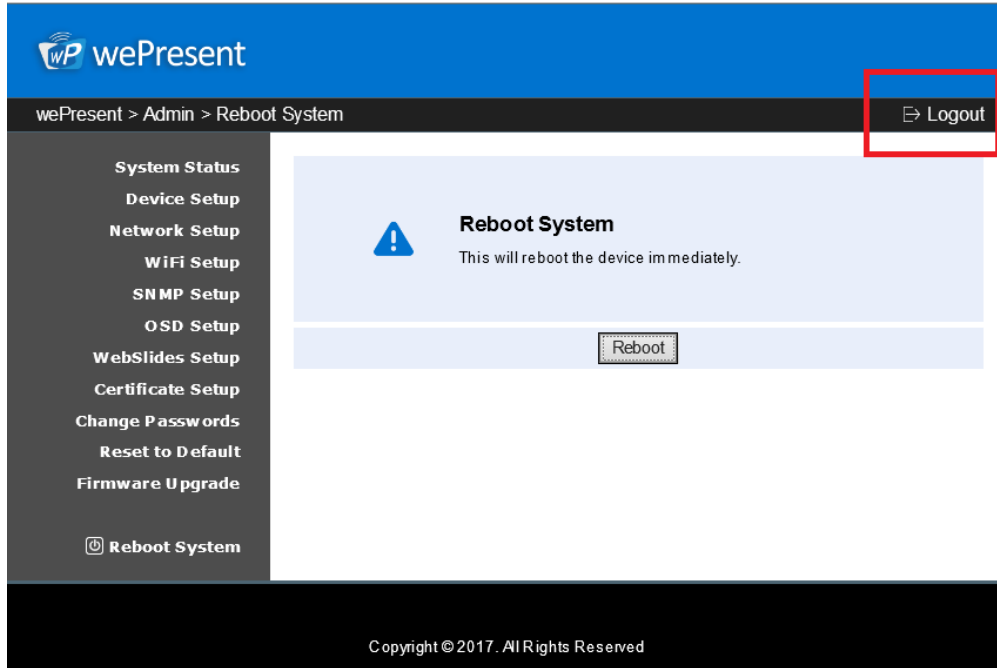 wP wePresent
wePresent > Admin > Reboot System
Logout
System Status
Device Setup
Network Setup
WiFi Setup
SNMP Setup
OSD Setup
WebSlides Setup
Certificate Setup
Change Passwords
Reset to Default
Firmware Upgrade
Reboot System
Reboot System
This will reboot the device immediately.
Reboot
Copyright © 2017. All Rights Reserved